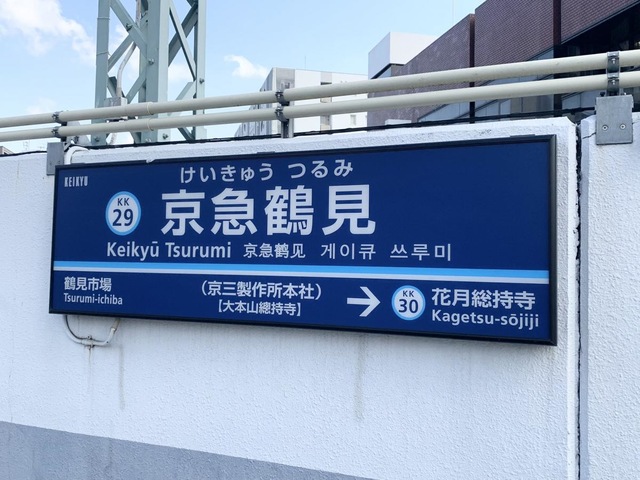 けいきゅう つるみ
KEIKYU
KK
29
京急鶴見
Keikyū Tsurumi 京急鹤见 게이큐 쓰루미
鶴見市場
Tsurumi-ichiba
(京三製作所本社)
【大本山總持寺】
KK
30
花月総持寺
Kagetsu-sōjiji